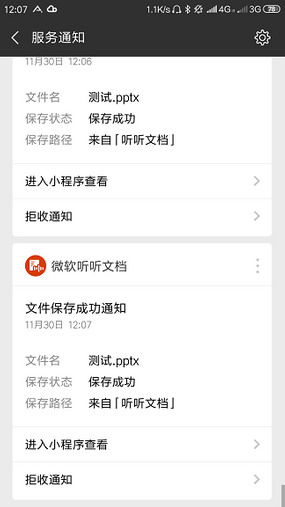 12:07 1.1K/s 4G 3G 78
服务通知
11月30日 12:06
文件名 测试.pptx
保存状态 保存成功
保存路径 来自「听听文档」
进入小程序查看
拒收通知
微软听听文档
文件保存成功通知
11月30日 12:07
文件名 测试.pptx
保存状态 保存成功
保存路径 来自「听听文档」
进入小程序查看
拒收通知